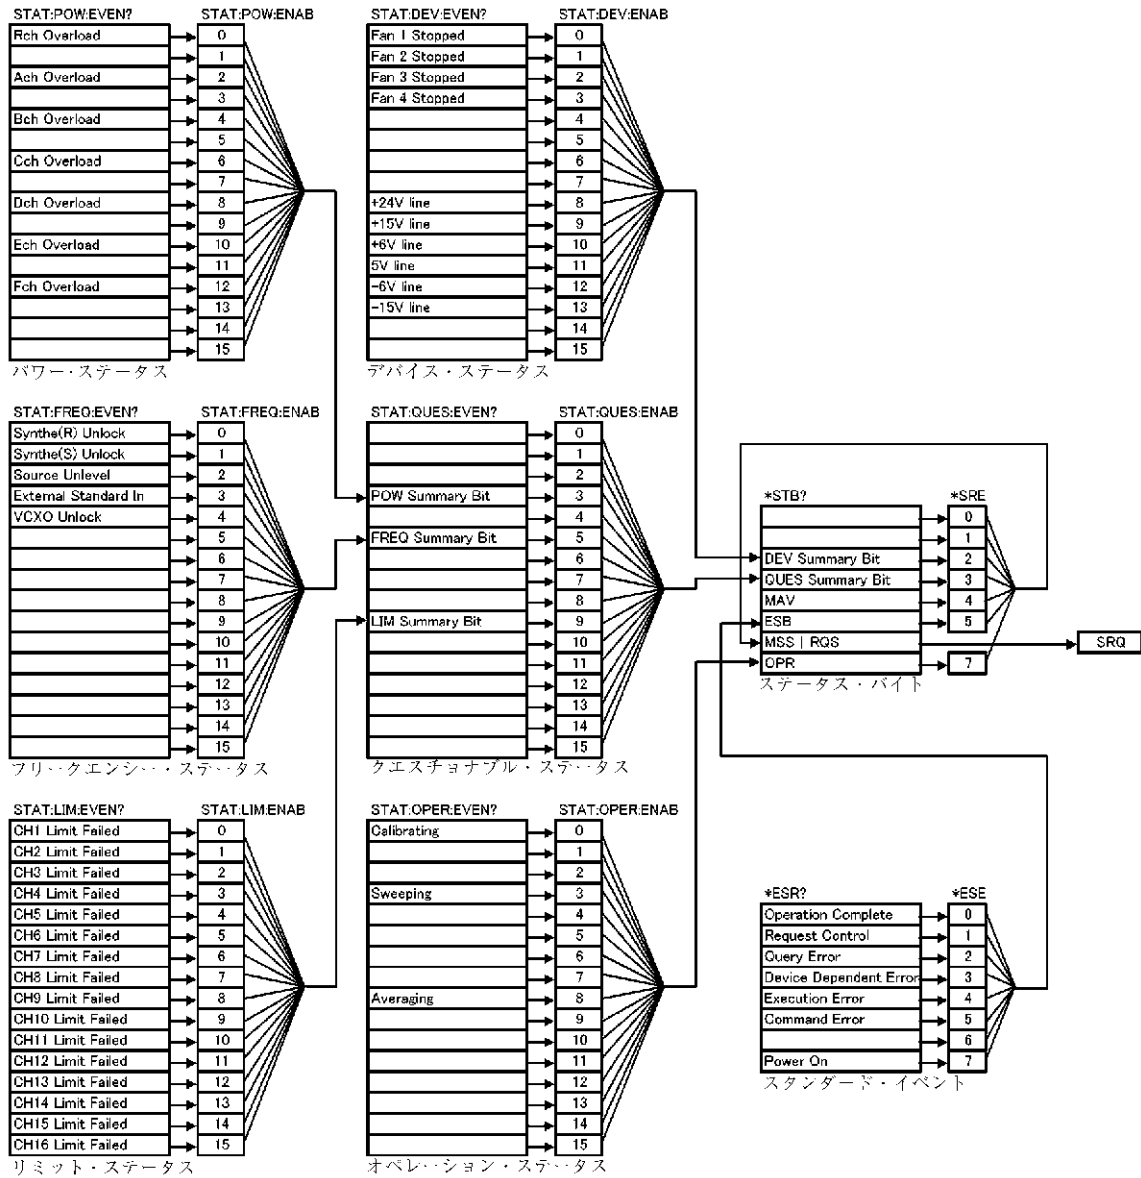 STAT:POW:EVEN? STAT:POW:ENAB
Rch Overload 0
1
Ach Overload 2
3
Bch Overload 4
5
Cch Overload 6
7
Dch Overload 8
9
Ech Overload 10
11
Fch Overload 12
13
14
15
パワー・ステータス
STAT:DEV:EVEN? STAT:DEV:ENAB
Fan 1 Stopped 0
Fan 2 Stopped 1
Fan 3 Stopped 2
Fan 4 Stopped 3
4
5
6
7
+24V line 8
+15V line 9
+6V line 10
5V line 11
-6V line 12
-15V line 13
14
15
デバイス・ステータス
STAT:FREQ:EVEN? STAT:FREQ:ENAB
Synthe(R) Unlock 0
Synthe(S) Unlock 1
Source Unlevel 2
External Standard In 3
VCXO Unlock 4
5
6
7
8
9
10
11
12
13
14
15
フリークエンシー・ステータス
STAT:QUES:EVEN? STAT:QUES:ENAB
0
1
2
POW Summary Bit 3
4
FREQ Summary Bit 5
6
7
8
LIM Summary Bit 9
10
11
12
13
14
15
クエスチョナブル・ステータス
*STB? *SRE
0
1
DEV Summary Bit 2
QUES Summary Bit 3
MAV 4
ESB 5
MSS | RQS SRQ
OPR 7
ステータス・バイト
STAT:LIM:EVEN? STAT:LIM:ENAB
CH1 Limit Failed 0
CH2 Limit Failed 1
CH3 Limit Failed 2
CH4 Limit Failed 3
CH5 Limit Failed 4
CH6 Limit Failed 5
CH7 Limit Failed 6
CH8 Limit Failed 7
CH9 Limit Failed 8
CH10 Limit Failed 9
CH11 Limit Failed 10
CH12 Limit Failed 11
CH13 Limit Failed 12
CH14 Limit Failed 13
CH15 Limit Failed 14
CH16 Limit Failed 15
リミット・ステータス
STAT:OPER:EVEN? STAT:OPER:ENAB
Calibrating 0
1
2
Sweeping 3
4
5
6
7
Averaging 8
9
10
11
12
13
14
15
オペレーション・ステータス
*ESR? *ESE
Operation Complete 0
Request Control 1
Query Error 2
Device Dependent Error 3
Execution Error 4
Command Error 5
6
Power On 7
スタンダード・イベント